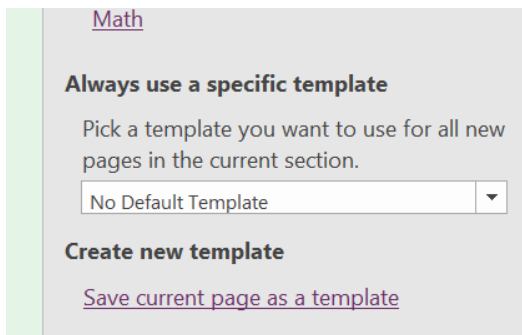 Math
Always use a specific template
Pick a template you want to use for all new
pages in the current section.
No Default Template
Create new template
Save current page as a template